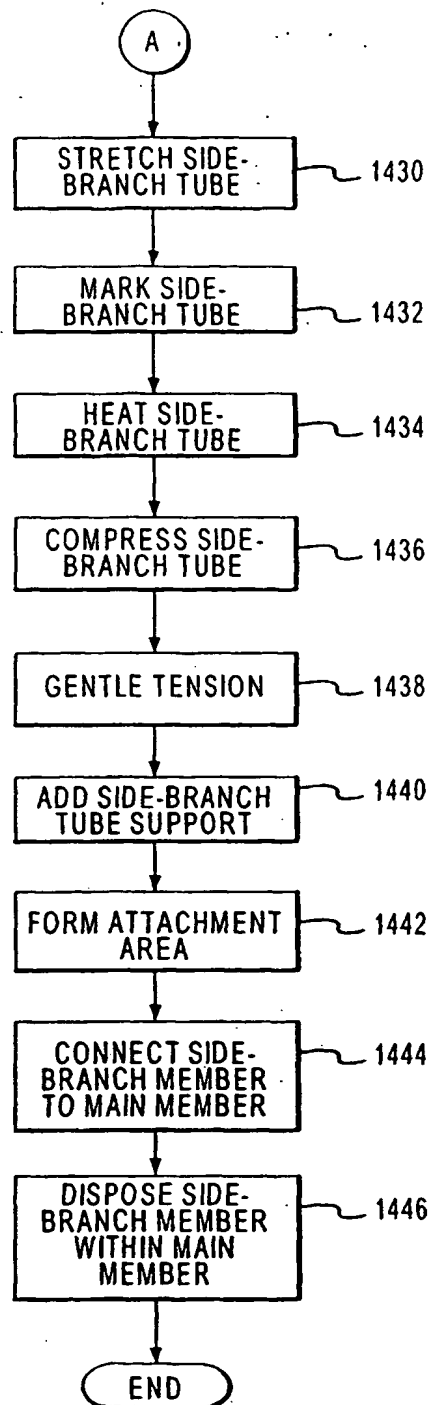 A
STRETCH SIDE-
BRANCH TUBE
1430
MARK SIDE-
BRANCH TUBE
1432
HEAT SIDE-
BRANCH TUBE
1434
COMPRESS SIDE-
BRANCH TUBE
1436
GENTLE TENSION
1438
ADD SIDE-BRANCH
TUBE SUPPORT
1440
FORM ATTACHMENT
AREA
1442
CONNECT SIDE-
BRANCH MEMBER
TO MAIN MEMBER
1444
DISPOSE SIDE-
BRANCH MEMBER
WITHIN MAIN
MEMBER
1446
END